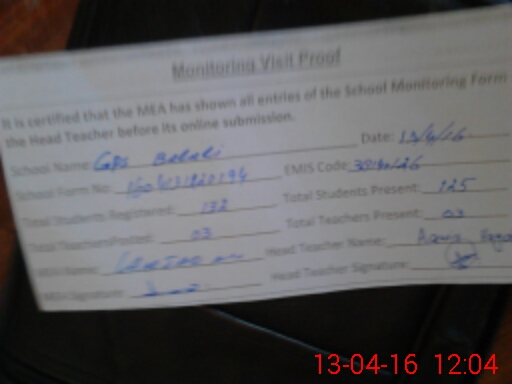 Monitoring Visit Proof
It is certified that the MEA has shown all entries of the School Monitoring Form
the Head Teacher before its online submission.
School Name: GPS Date: 13/4/16
School Form No: EMIS Code
Total Students Registered: 132 Total Students Present: 125
Total Teachers Posted: 03 Total Teachers Present: 03
MEA Name: Head Teacher Name:
MEA Signature: Head Teacher Signature:
13-04-16 12:04